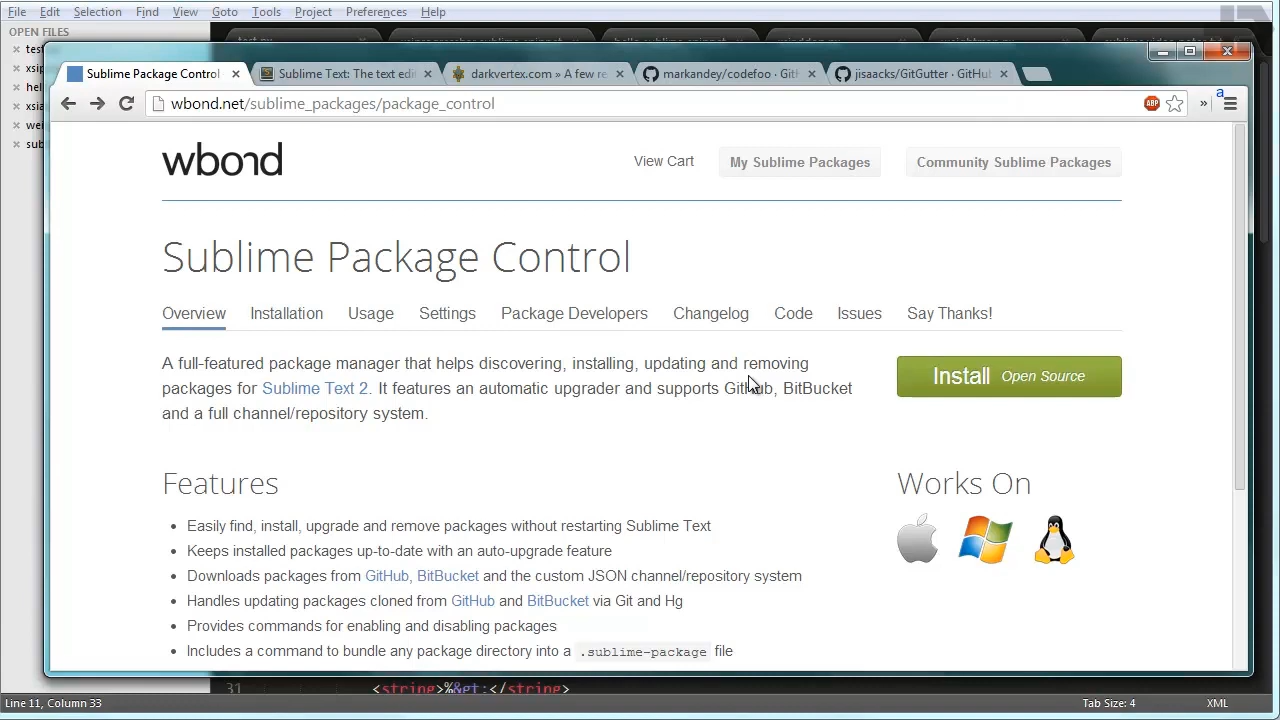 File Edit Selection Find View Goto Tools Project Preferences Help
OPEN FILES
Sublime Package Control
Sublime Text: The text edi
darkvertex.com » A few re
markandey/codefoo · GitH
jisaacks/GitGutter · GitHub
wbond.net/sublime_packages/package_control
ABP
wbond
View Cart
My Sublime Packages
Community Sublime Packages
Sublime Package Control
Overview Installation Usage Settings Package Developers Changelog Code Issues Say Thanks!
A full-featured package manager that helps discovering, installing, updating and removing
packages for Sublime Text 2. It features an automatic upgrader and supports GitHub, BitBucket
and a full channel/repository system.
Install Open Source
Features
Works On
Easily find, install, upgrade and remove packages without restarting Sublime Text
Keeps installed packages up-to-date with an auto-upgrade feature
Downloads packages from GitHub, BitBucket and the custom JSON channel/repository system
Handles updating packages cloned from GitHub and BitBucket via Git and Hg
Provides commands for enabling and disabling packages
Includes a command to bundle any package directory into a .sublime-package file
31 <string>%&gt;</string>
Line 11, Column 33
Tab Size: 4
XML